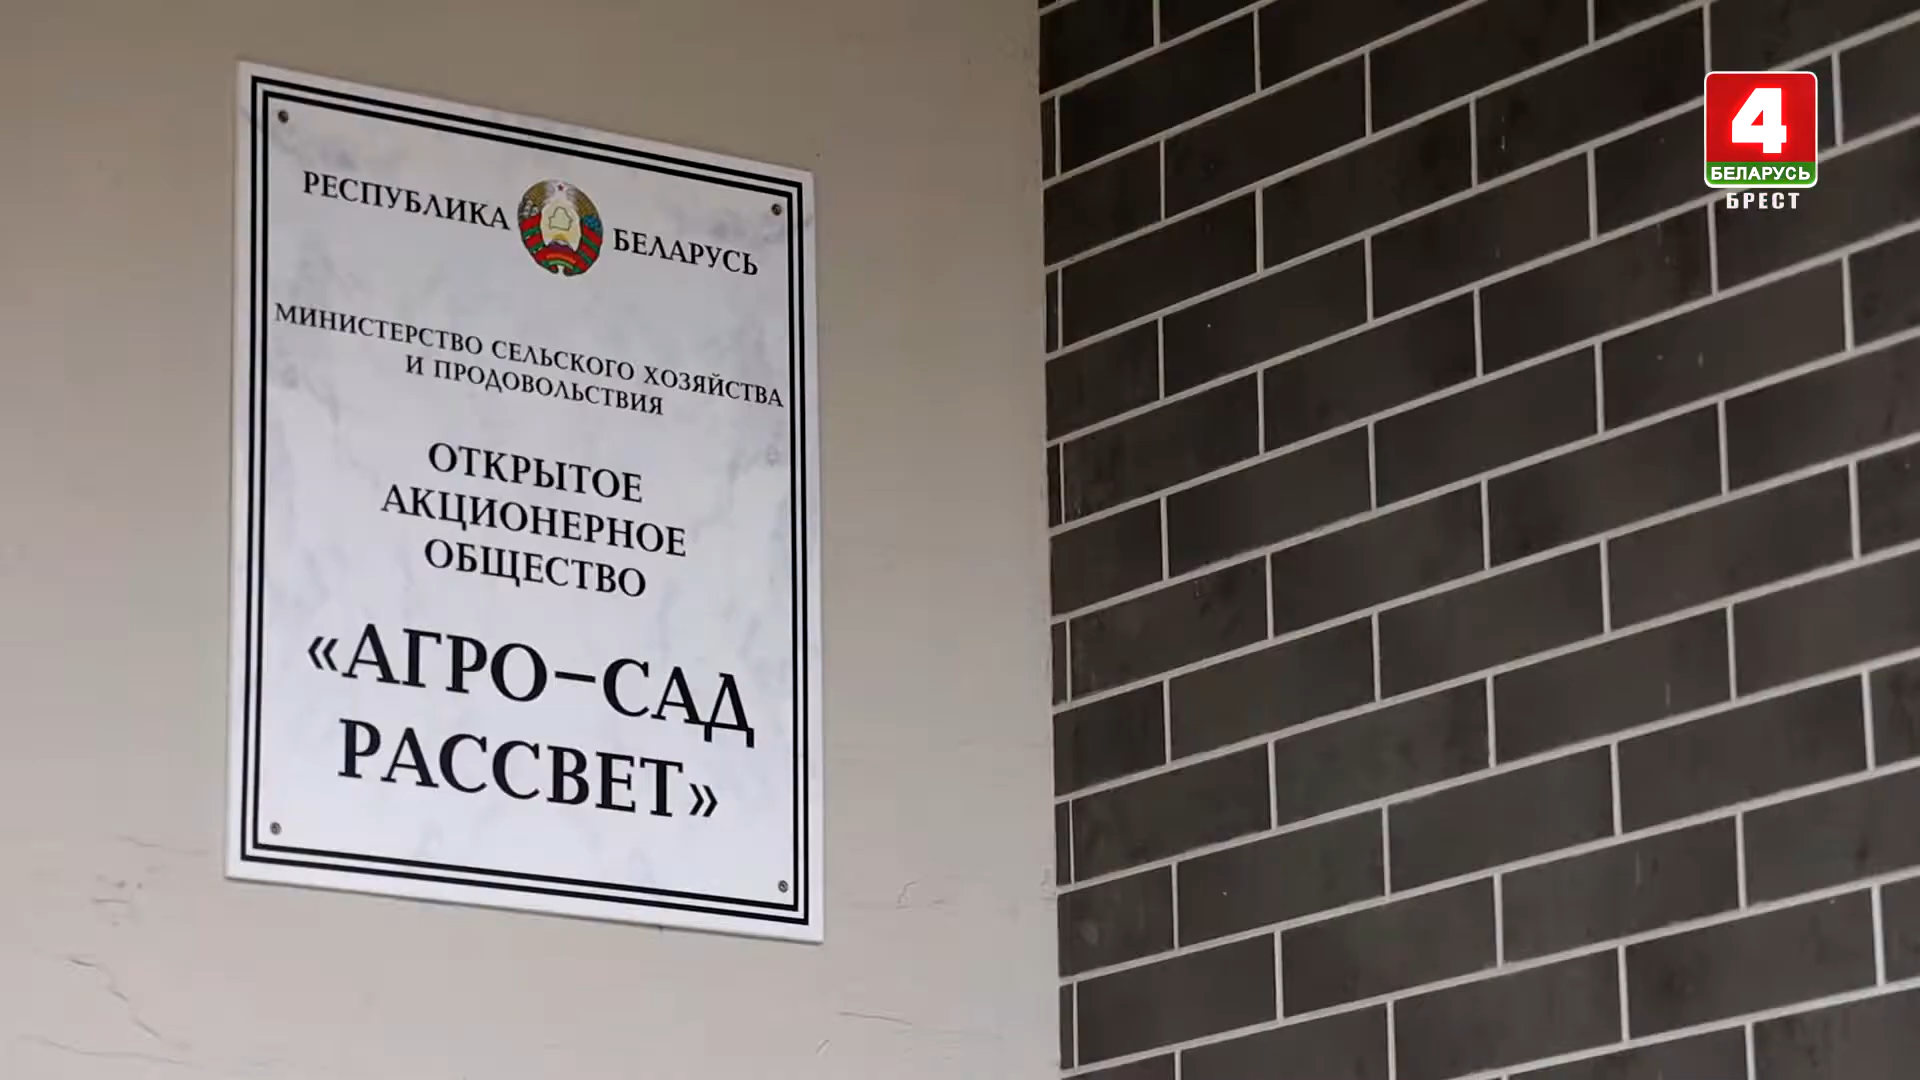 РЕСПУБЛИКА БЕЛАРУСЬ
МИНИСТЕРСТВО СЕЛЬСКОГО ХОЗЯЙСТВА
И ПРОДОВОЛЬСТВИЯ
ОТКРЫТОЕ
АКЦИОНЕРНОЕ
ОБЩЕСТВО
«АГРО–САД
РАССВЕТ»
4
БЕЛАРУСЬ
БРЕСТ